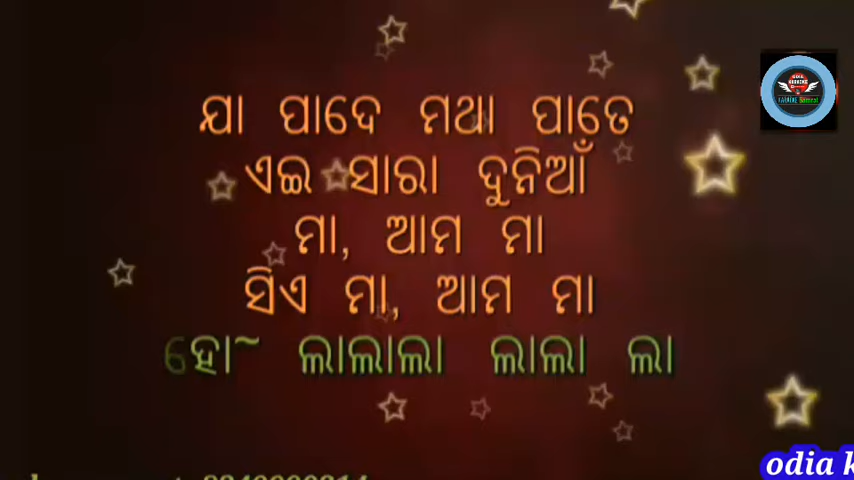 ଯା ପାଦେ ମଥା ପାତେ
ଏଇ ସାରା ଦୁନିଆଁ
ମା, ଆମ ମା
ସିଏ ମା, ଆମ ମା
ହୋ~ ଲାଲାଲା ଲାଲା ଲା
odia k